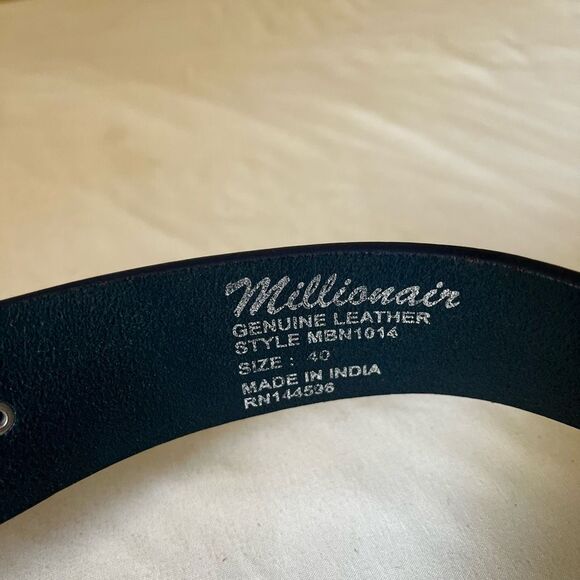 Millionair
GENUINE LEATHER
STYLE MBN1014
SIZE : 40
MADE IN INDIA
RN144536